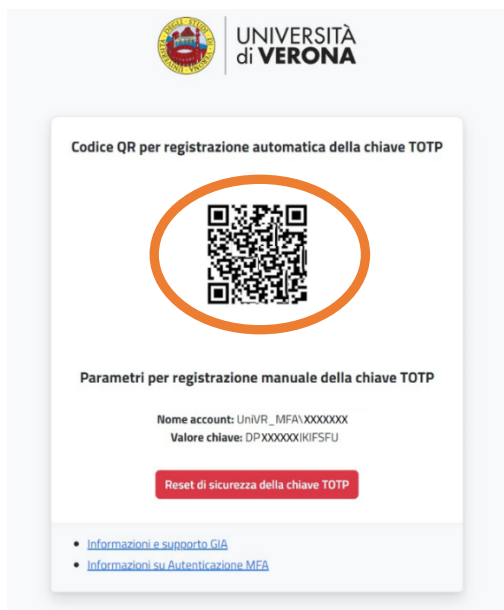 UNIVERSITÀ
di VERONA
Codice QR per registrazione automatica della chiave TOTP
Parametri per registrazione manuale della chiave TOTP
Nome account: UniVR_MFA\XXXXXXX
Valore chiave: DPXXXXXXIKIFSFU
Reset di sicurezza della chiave TOTP
Informazioni e supporto GIA
Informazioni su Autenticazione MFA